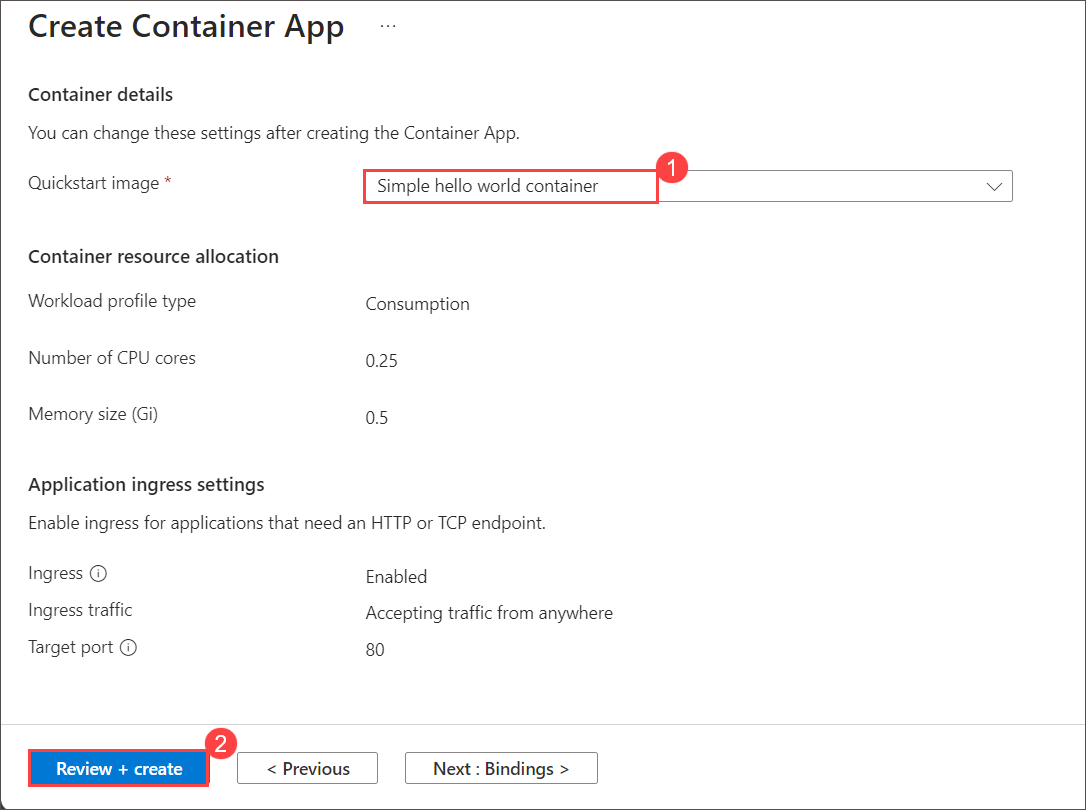 Create Container App ...
Container details
You can change these settings after creating the Container App.
Quickstart image *
Simple hello world container
1
Container resource allocation
Workload profile type
Consumption
Number of CPU cores
0.25
Memory size (Gi)
0.5
Application ingress settings
Enable ingress for applications that need an HTTP or TCP endpoint.
Ingress
Enabled
Ingress traffic
Accepting traffic from anywhere
Target port
80
2
Review + create
< Previous
Next : Bindings >